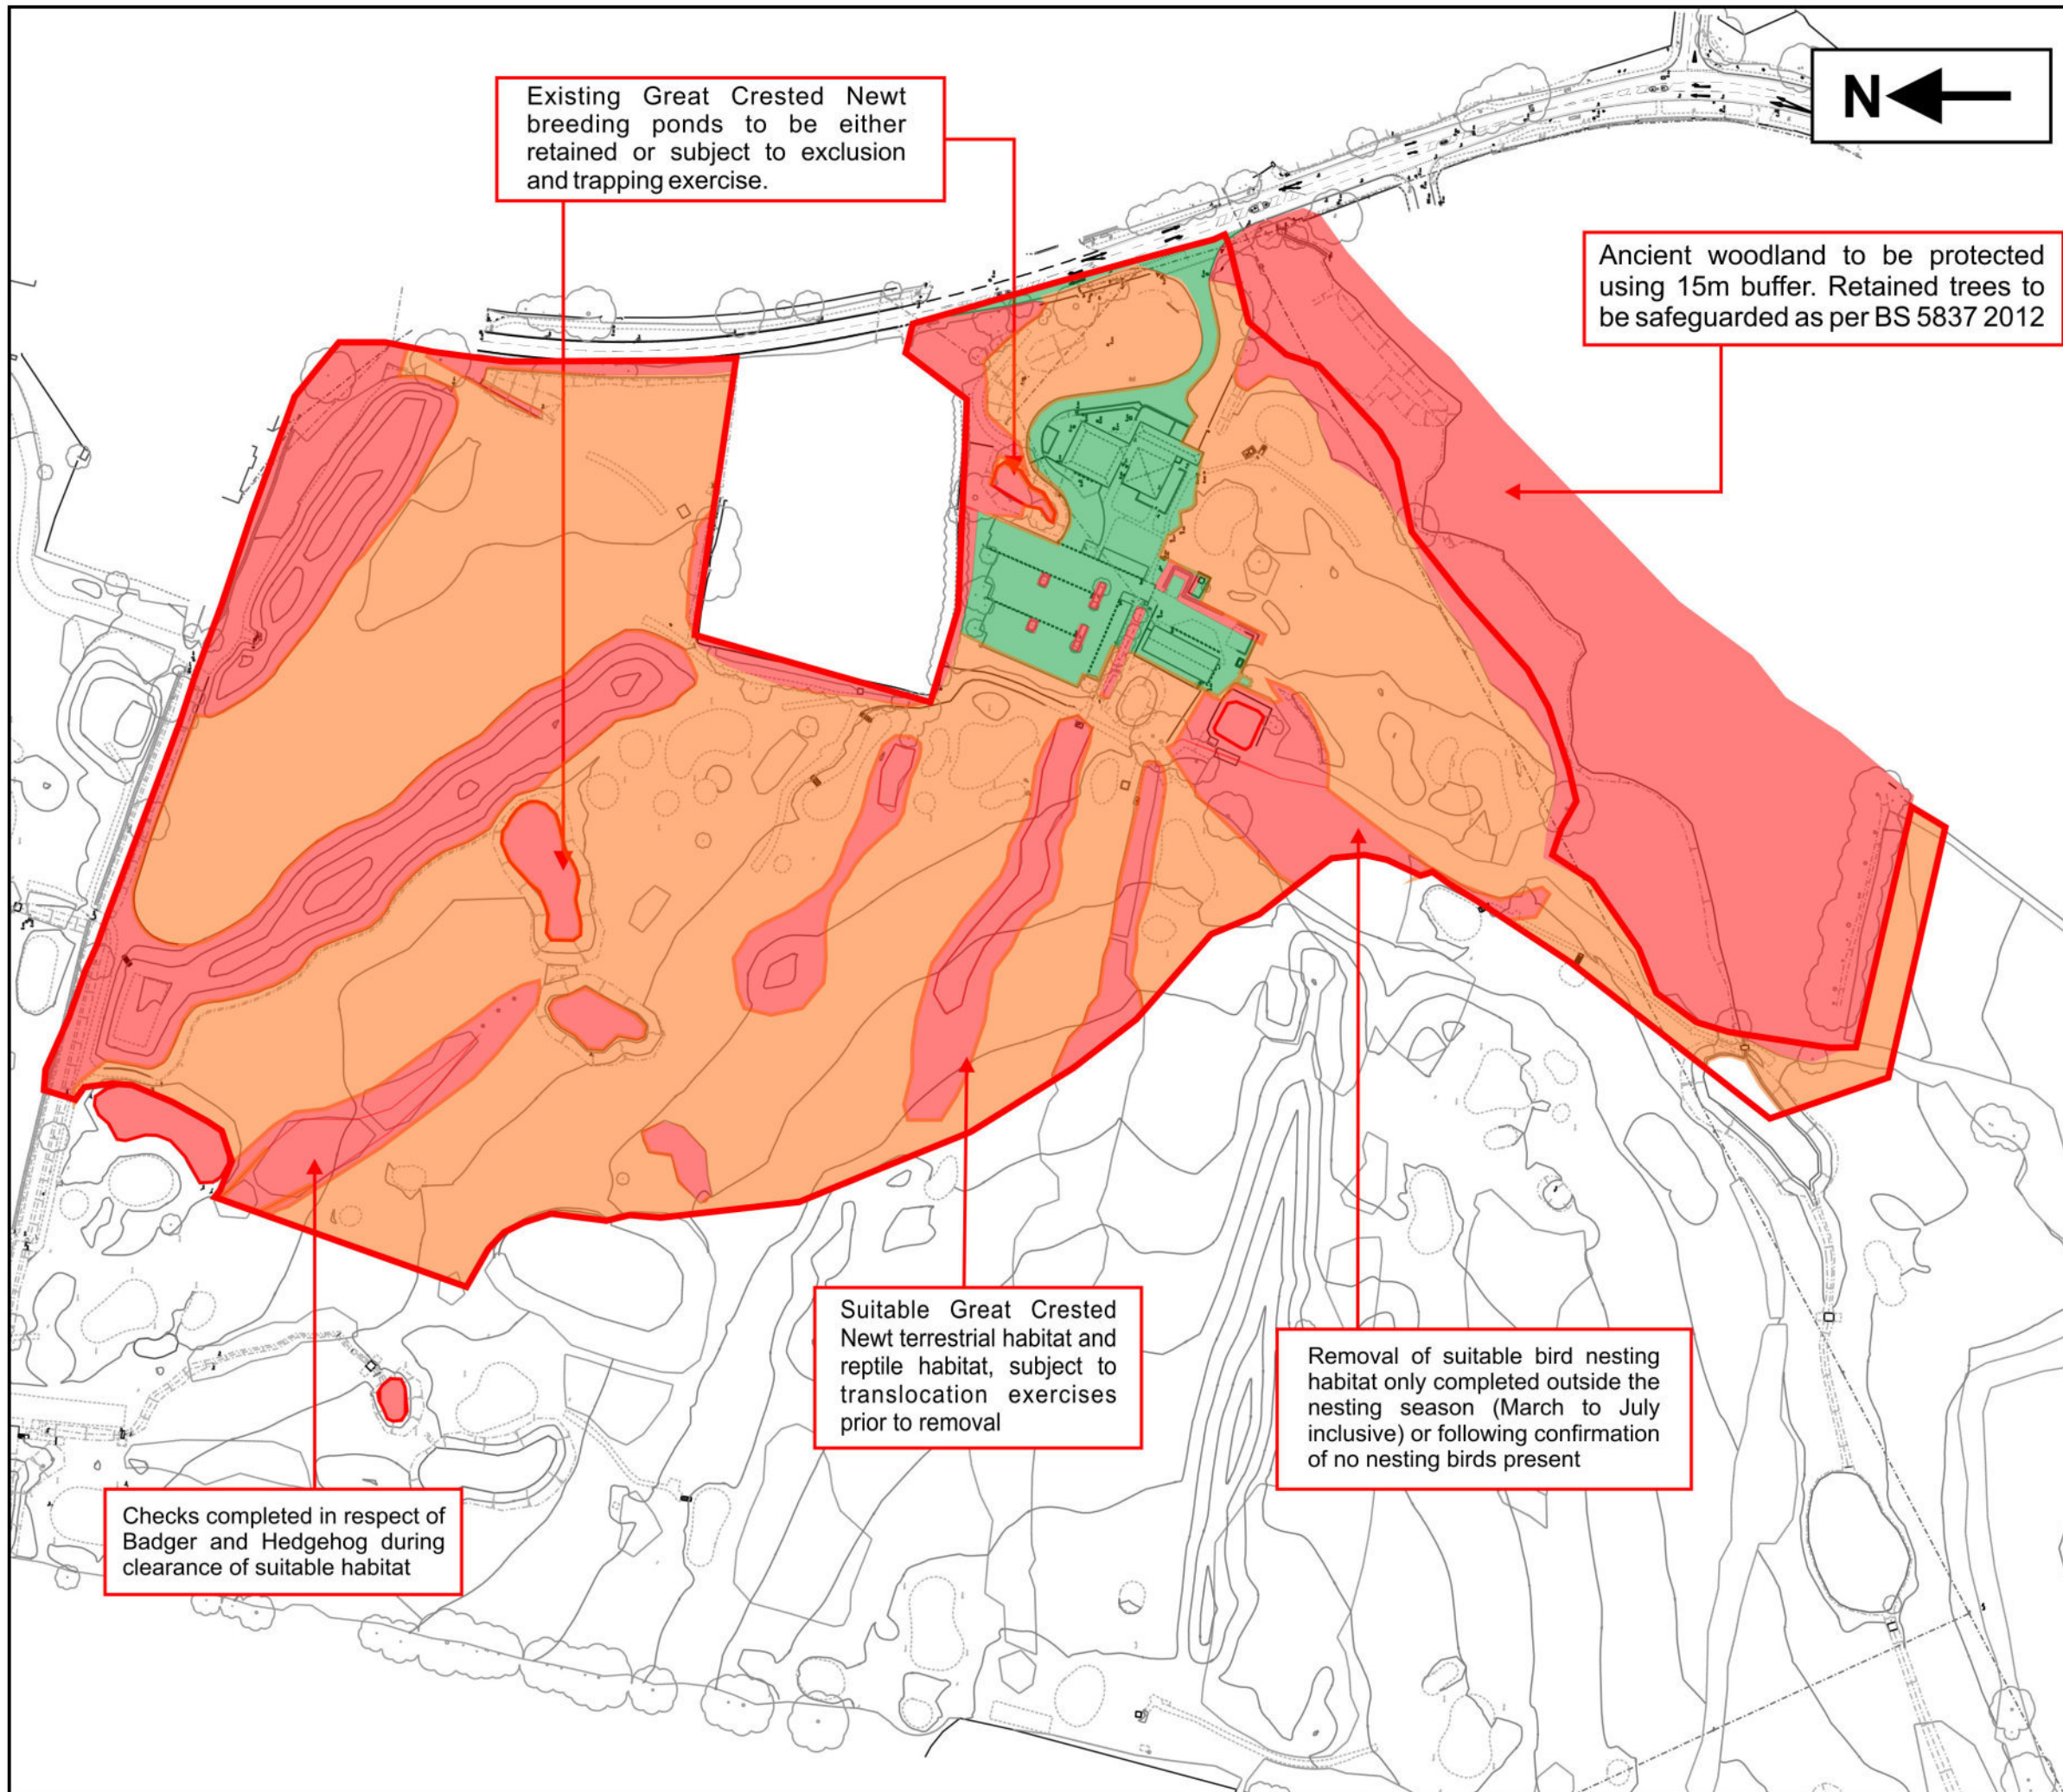 N
Existing Great Crested Newt
breeding ponds to be either
retained or subject to exclusion
and trapping exercise.
Ancient woodland to be protected
using 15m buffer. Retained trees to
be safeguarded as per BS 5837 2012
Suitable Great Crested
Newt terrestrial habitat and
reptile habitat, subject to
translocation exercises
prior to removal
Removal of suitable bird nesting
habitat only completed outside the
nesting season (March to July
inclusive) or following confirmation
of no nesting birds present
Checks completed in respect of
Badger and Hedgehog during
clearance of suitable habitat